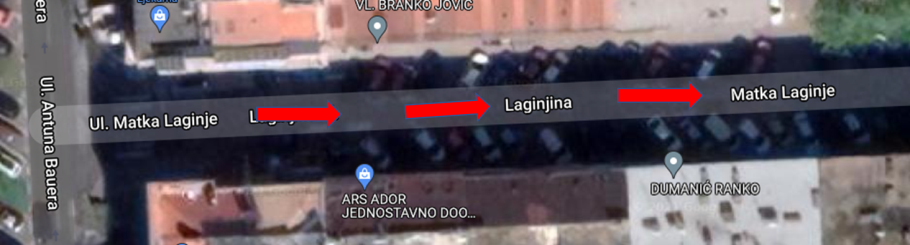 VL. BRANKO JOVIĆ
Ul. Antuna Bauera
Ul. Matka Laginje
Laginjina
Matka Laginje
ARS ADOR
JEDNOSTAVNO DOO...
DUMANIĆ RANKO